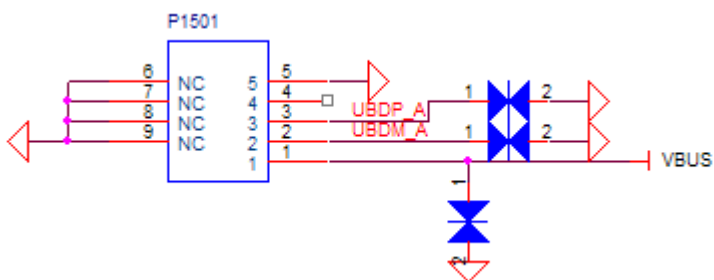 P1501
6 NC 5 5
7 NC 4 4
8 NC 3 3 UBDP_A 1 2
9 NC 2 2 UBDM_A 1 2
1 1 VBUS
1
2